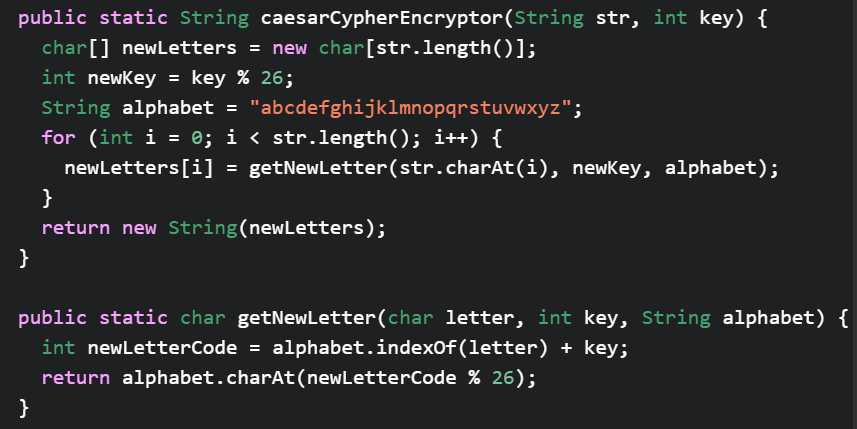 public static String caesarCypherEncryptor(String str, int key) {
  char[] newLetters = new char[str.length()];
  int newKey = key % 26;
  String alphabet = "abcdefghijklmnopqrstuvwxyz";
  for (int i = 0; i < str.length(); i++) {
    newLetters[i] = getNewLetter(str.charAt(i), newKey, alphabet);
  }
  return new String(newLetters);
}

public static char getNewLetter(char letter, int key, String alphabet) {
  int newLetterCode = alphabet.indexOf(letter) + key;
  return alphabet.charAt(newLetterCode % 26);
}